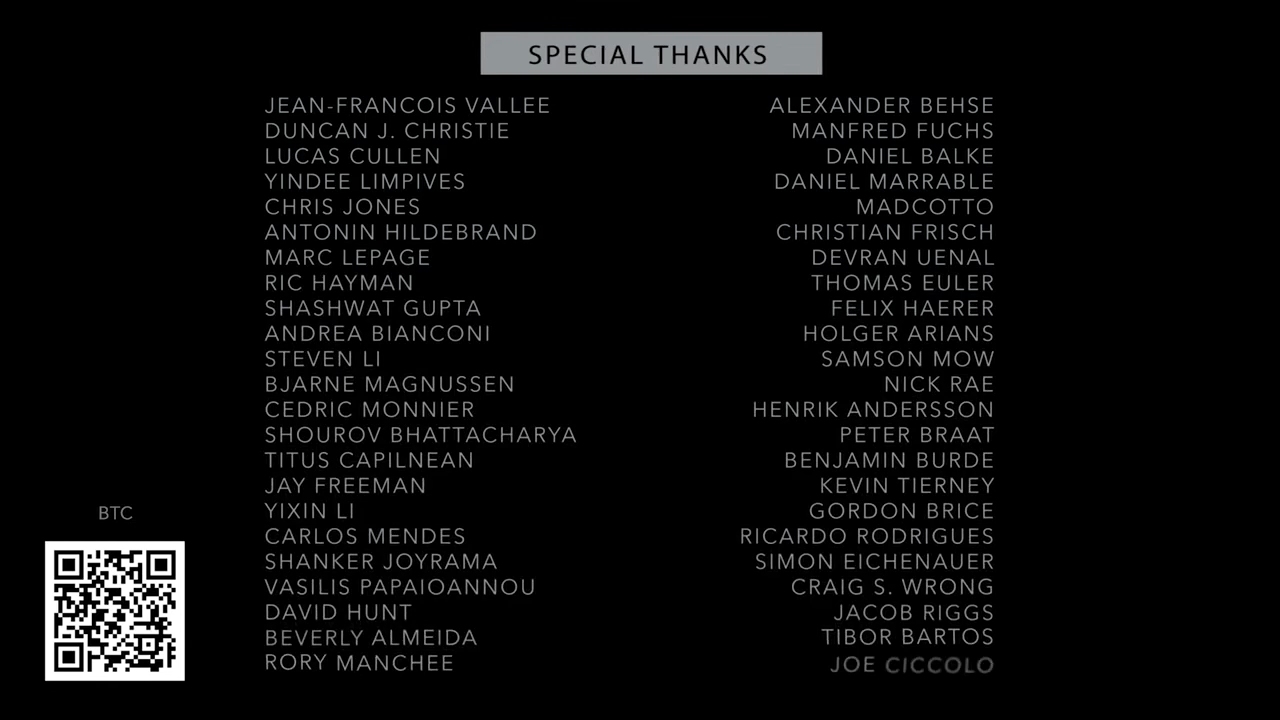 SPECIAL THANKS
JEAN-FRANCOIS VALLEE
DUNCAN J. CHRISTIE
LUCAS CULLEN
YINDEE LIMPIVES
CHRIS JONES
ANTONIN HILDEBRAND
MARC LEPAGE
RIC HAYMAN
SHASHWAT GUPTA
ANDREA BIANCONI
STEVEN LI
BJARNE MAGNUSSEN
CEDRIC MONNIER
SHOUROV BHATTACHARYA
TITUS CAPILNEAN
JAY FREEMAN
YIXIN LI
CARLOS MENDES
SHANKER JOYRAMA
VASILIS PAPAIOANNOU
DAVID HUNT
BEVERLY ALMEIDA
RORY MANCHEE
ALEXANDER BEHSE
MANFRED FUCHS
DANIEL BALKE
DANIEL MARRABLE
MADCOTTO
CHRISTIAN FRISCH
DEVRAN UENAL
THOMAS EULER
FELIX HAERER
HOLGER ARIANS
SAMSON MOW
NICK RAE
HENRIK ANDERSSON
PETER BRAAT
BENJAMIN BURDE
KEVIN TIERNEY
GORDON BRICE
RICARDO RODRIGUES
SIMON EICHENAUER
CRAIG S. WRONG
JACOB RIGGS
TIBOR BARTOS
JOE CICCOLO
BTC